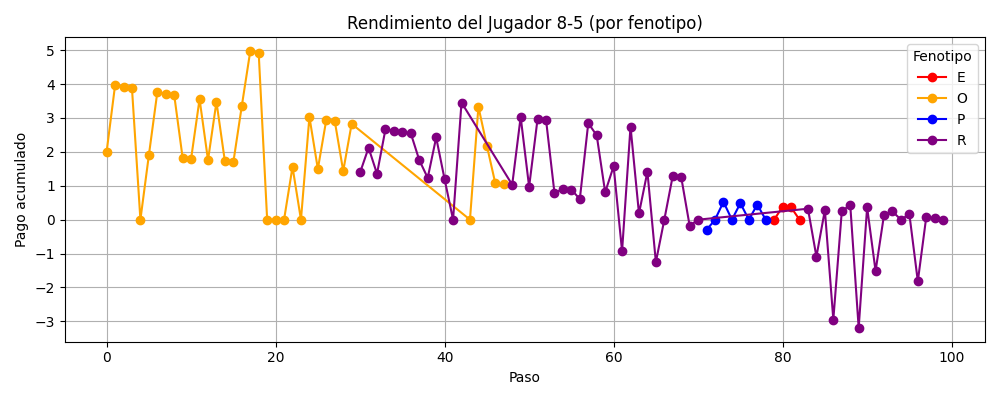 Rendimiento del Jugador 8-5 (por fenotipo)
Pago acumulado
5
4
3
2
1
0
−1
−2
−3
0 20 40 60 80 100
Paso
Fenotipo
E
O
P
R